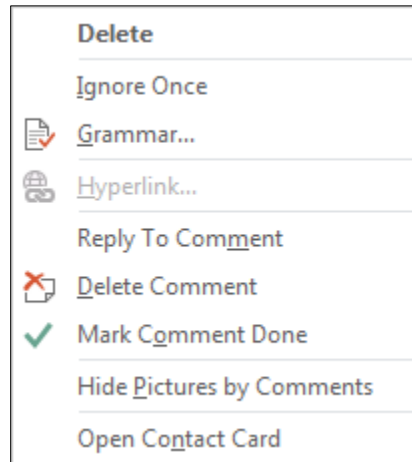 Delete
Ignore Once
Grammar...
Hyperlink...
Reply To Comment
Delete Comment
Mark Comment Done
Hide Pictures by Comments
Open Contact Card